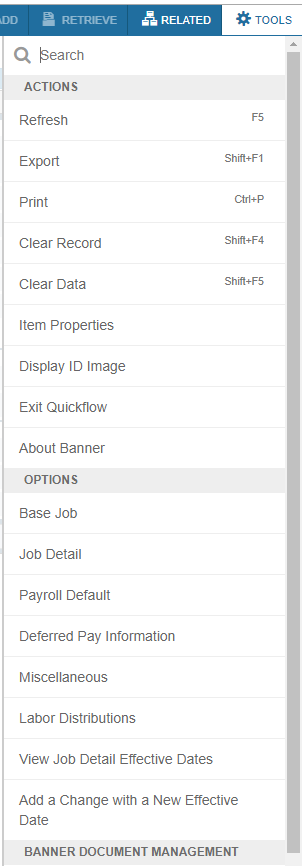 ADD RETRIEVE RELATED TOOLS
Search
ACTIONS
Refresh F5
Export Shift+F1
Print Ctrl+P
Clear Record Shift+F4
Clear Data Shift+F5
Item Properties
Display ID Image
Exit Quickflow
About Banner
OPTIONS
Base Job
Job Detail
Payroll Default
Deferred Pay Information
Miscellaneous
Labor Distributions
View Job Detail Effective Dates
Add a Change with a New Effective
Date
BANNER DOCUMENT MANAGEMENT